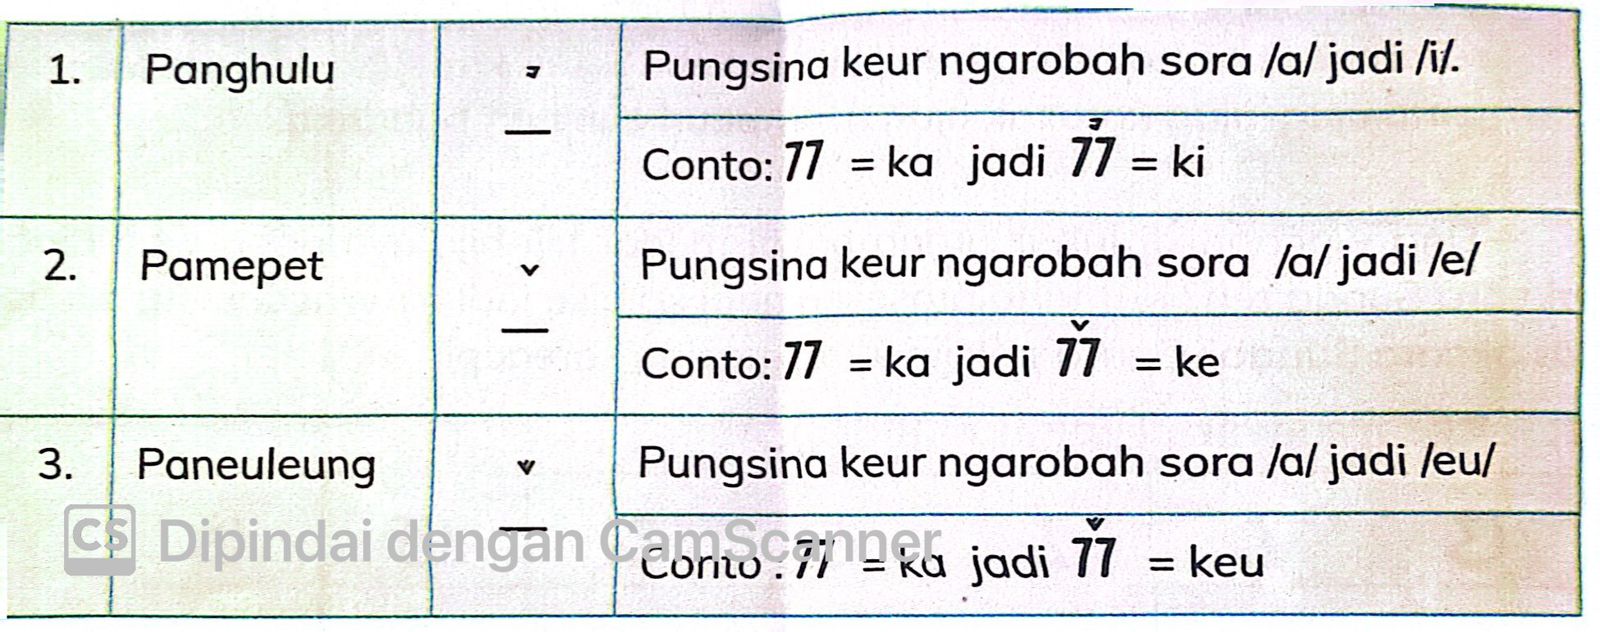 1. Panghulu Pungsina keur ngarobah sora /a/ jadi /i/.
Conto: ᮊ = ka jadi ᮊᮤ = ki
2. Pamepet Pungsina keur ngarobah sora /a/ jadi /e/
Conto: ᮊ = ka jadi ᮊᮨ = ke
3. Paneuleung Pungsina keur ngarobah sora /a/ jadi /eu/
Conto : ᮊ = ka jadi ᮊᮩ = keu
CS Dipindai dengan CamScanner